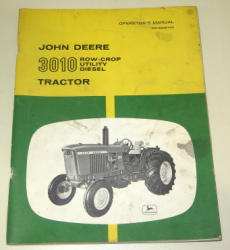 OPERATOR'S MANUAL
JOHN DEERE
3010 ROW-CROP
UTILITY
DIESEL
TRACTOR